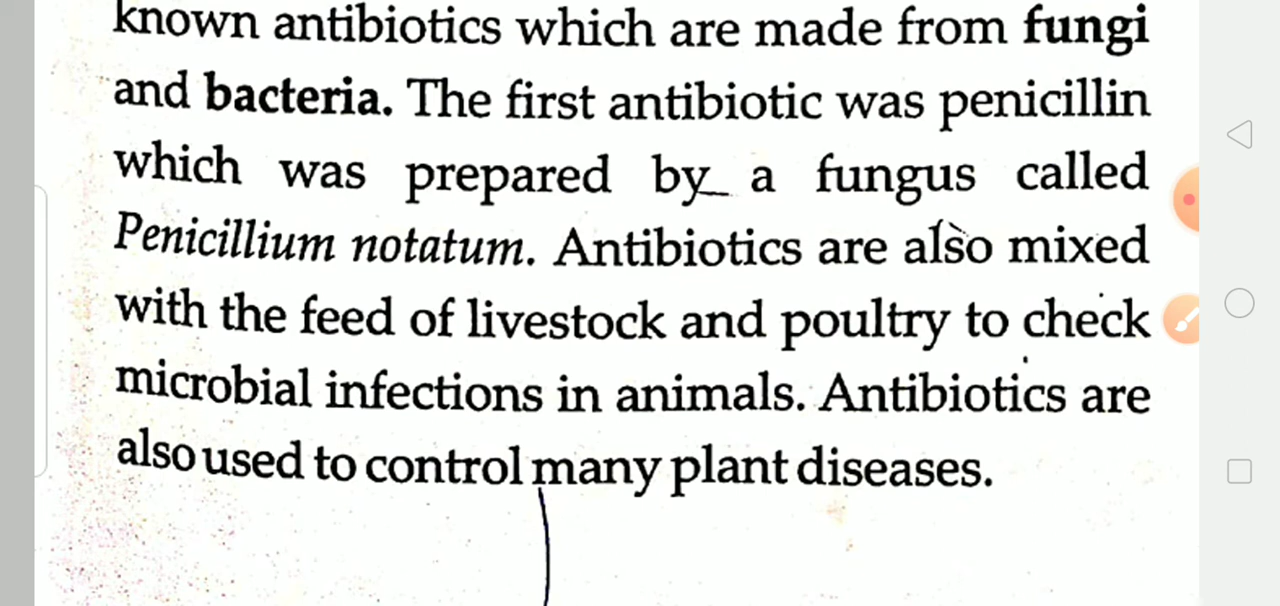 known antibiotics which are made from fungi
and bacteria. The first antibiotic was penicillin
which was prepared by a fungus called
Penicillium notatum. Antibiotics are also mixed
with the feed of livestock and poultry to check
microbial infections in animals. Antibiotics are
also used to control many plant diseases.